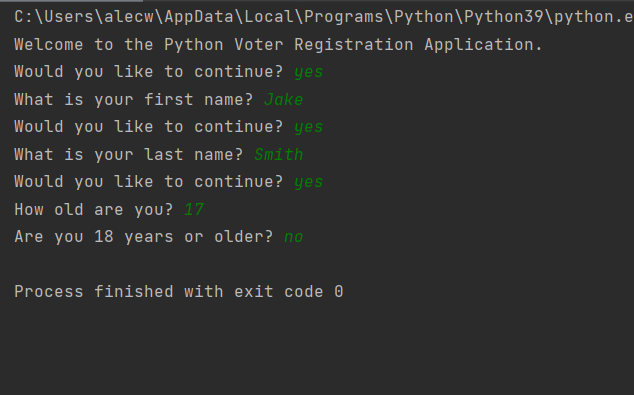 C:\Users\alecw\AppData\Local\Programs\Python\Python39\python.e
Welcome to the Python Voter Registration Application.
Would you like to continue? yes
What is your first name? Jake
Would you like to continue? yes
What is your last name? Smith
Would you like to continue? yes
How old are you? 17
Are you 18 years or older? no
Process finished with exit code 0